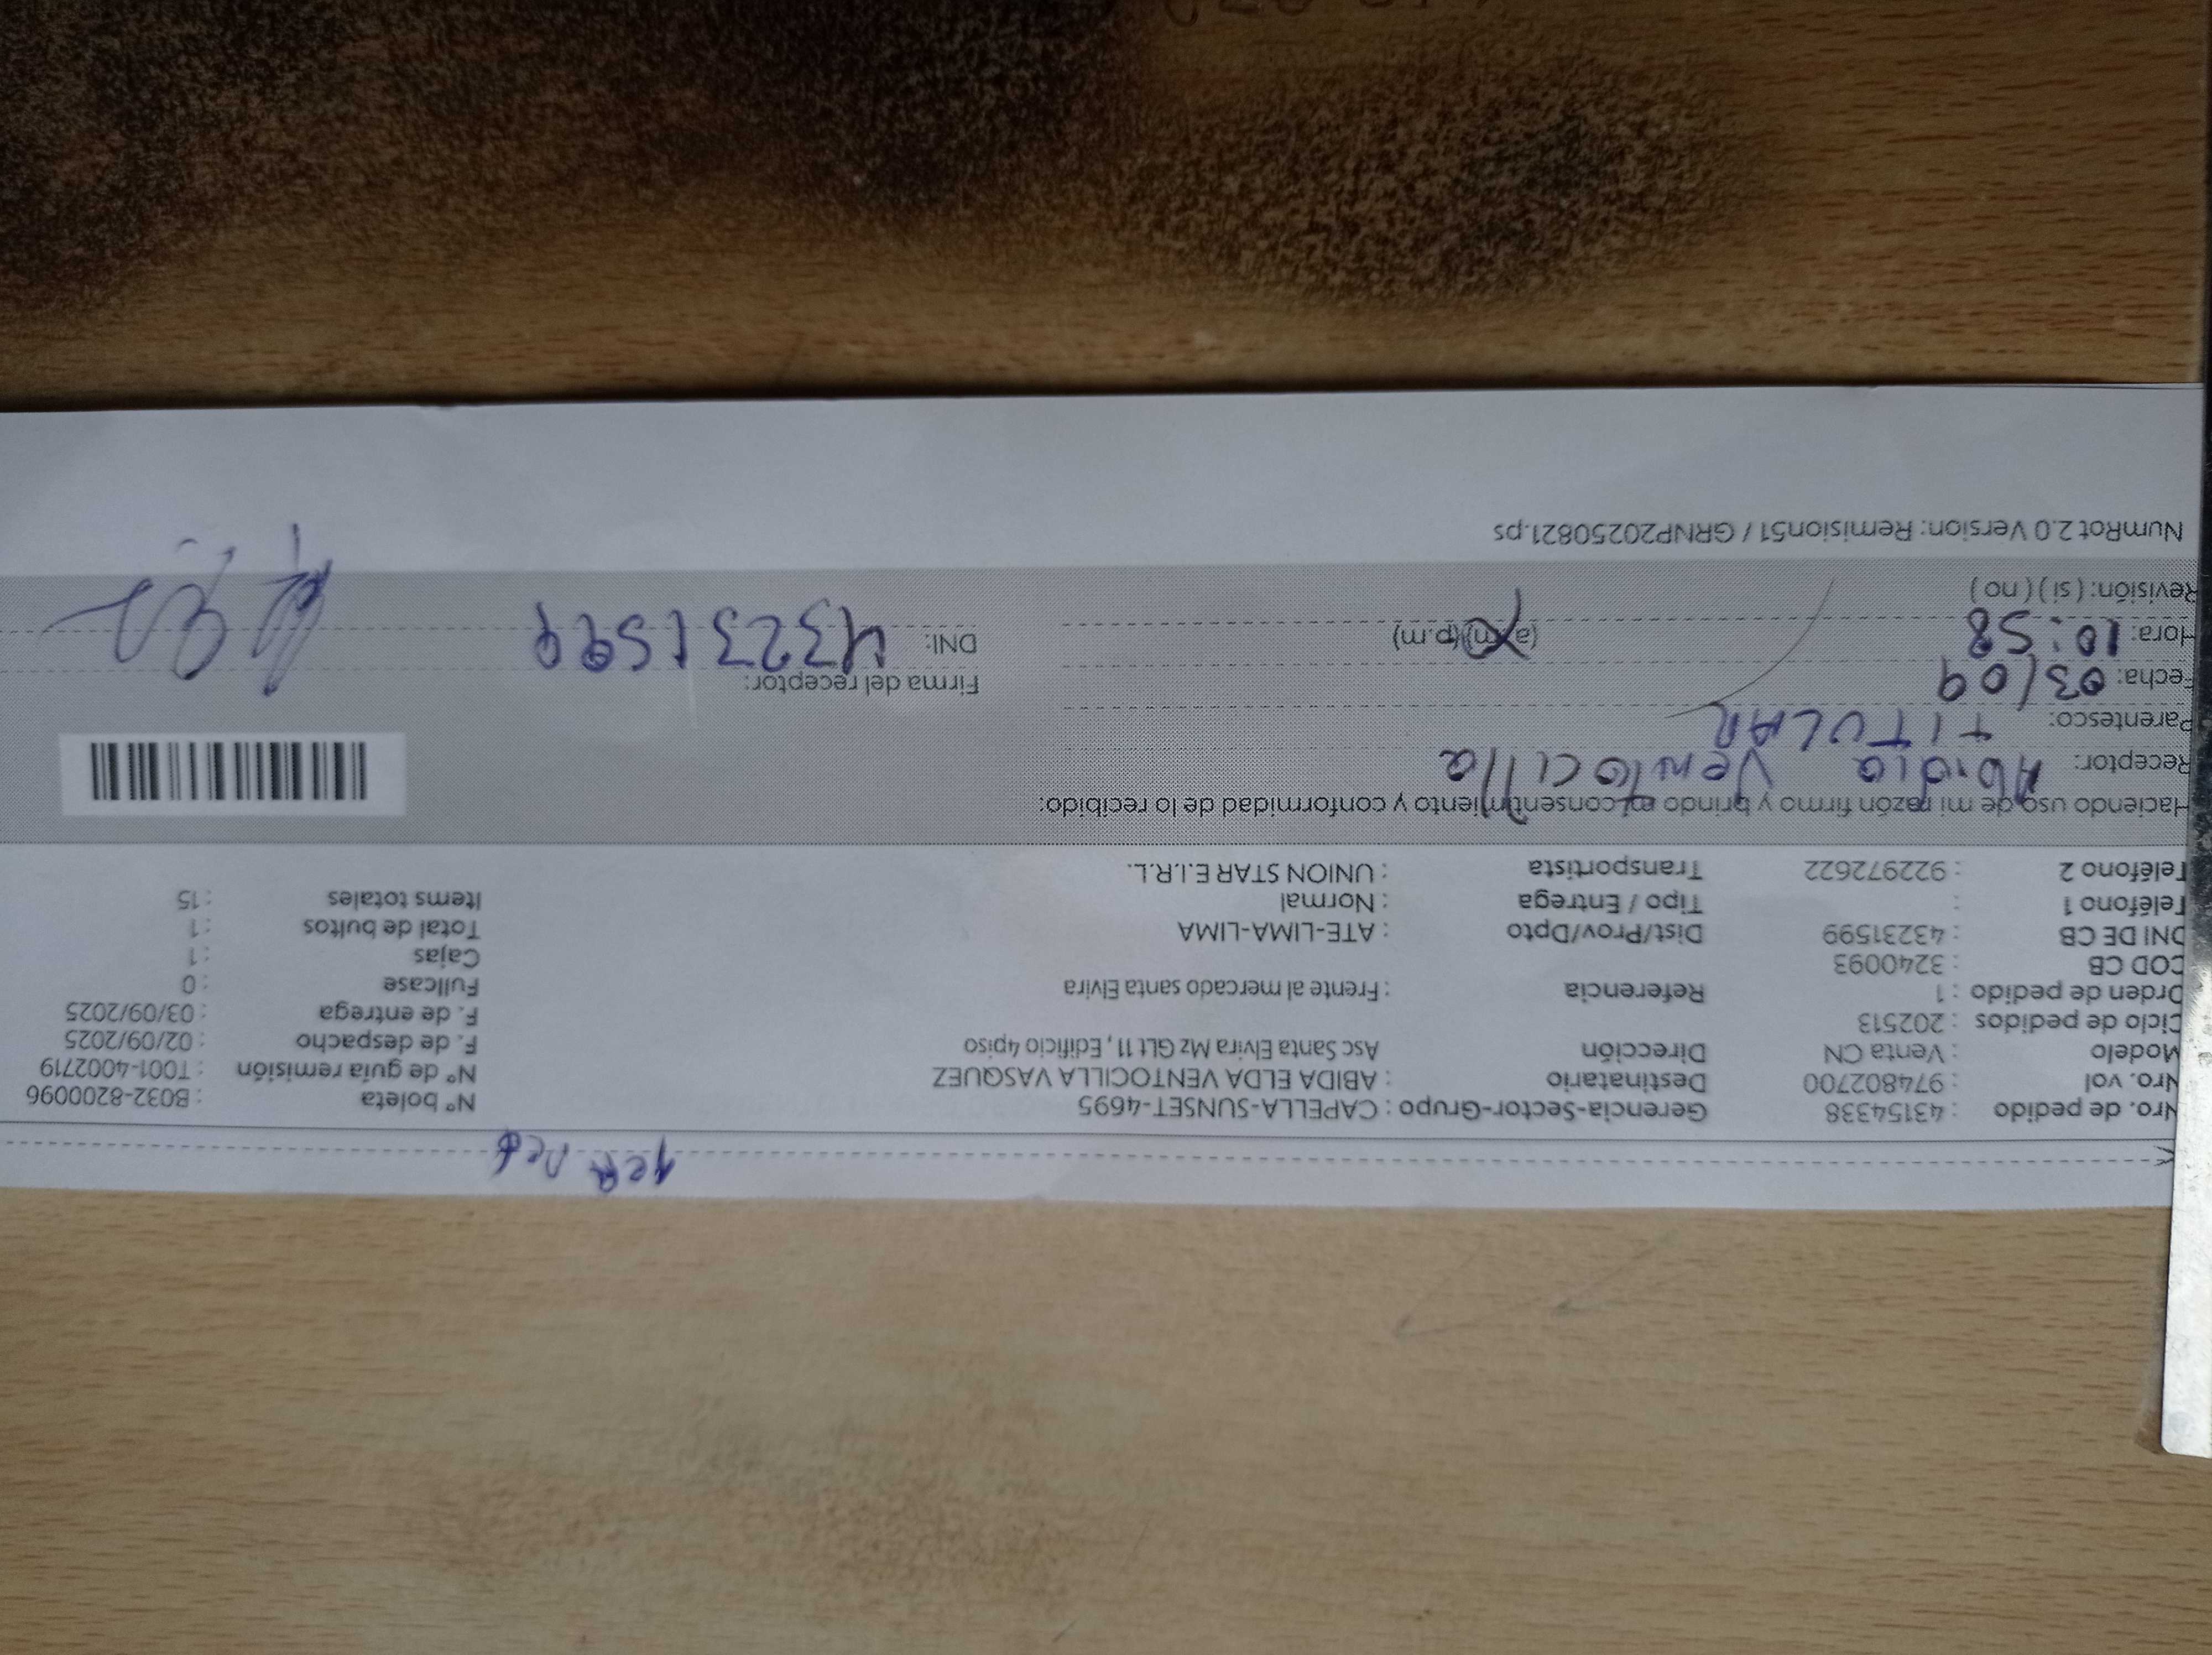 Nro. de pedido : 43154338 Gerencia-Sector-Grupo : CAPELLA-SUNSET-4695 N° boleta : B032-8200096
Nro. vol : 974802700 Destinatario : ABIDA ELDA VENTOCILLA VASQUEZ N° de guía remisión : T001-4002719
Modelo : Venta CN Dirección Asc Santa Elvira Mz GLt 11 , Edificio 4piso F. de despacho : 02/09/2025
Ciclo de pedidos : 202513 F. de entrega : 03/09/2025
Orden de pedido : 1 Referencia : Frente al mercado santa Elvira Fullcase : 0
COD CB : 3240093 Cajas : 1
DNI DE CB : 43231599 Dist/Prov/Dpto : ATE-LIMA-LIMA Total de bultos : 1
Teléfono 1 : Tipo / Entrega : Normal Items totales : 15
Teléfono 2 : 922972622 Transportista : UNION STAR E.I.R.L.
Haciendo uso de mi razón firmo y brindo mi consentimiento y conformidad de lo recibido:
Receptor: Abidia Ventocilla
Parentesco: TITULAR
Fecha: 03/09 Firma del receptor:
Hora: 10:58 (a.m) (p.m) DNI: 43231599
Revisión: ( si ) ( no )
NumRot 2.0 Version: Remision51 / GRNP20250821.ps